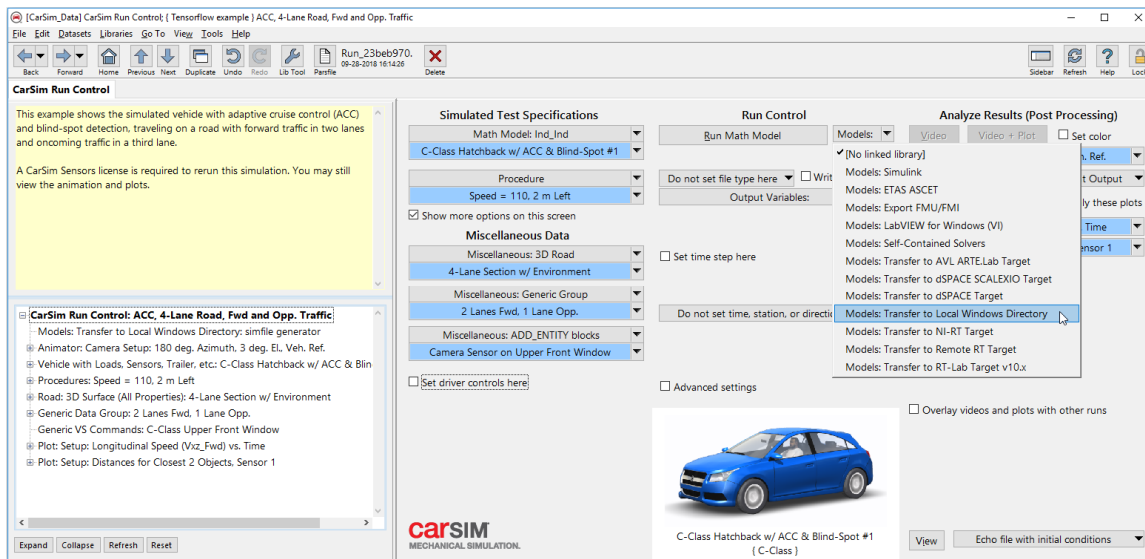 [CarSim_Data] CarSim Run Control; { Tensorflow example } ACC, 4-Lane Road, Fwd and Opp. Traffic
File Edit Datasets Libraries Go To View Tools Help
Back Forward Home Previous Next Duplicate Undo Redo Lib Tool Parsfile
Run_23beb970.
09-28-2018 16:14:26
Delete
Sidebar Refresh Help Lock
CarSim Run Control
This example shows the simulated vehicle with adaptive cruise control (ACC)
and blind-spot detection, traveling on a road with forward traffic in two lanes
and oncoming traffic in a third lane.
A CarSim Sensors license is required to rerun this simulation. You may still
view the animation and plots.
CarSim Run Control: ACC, 4-Lane Road, Fwd and Opp. Traffic
Models: Transfer to Local Windows Directory: simfile generator
Animator: Camera Setup: 180 deg. Azimuth, 3 deg. El., Veh. Ref.
Vehicle with Loads, Sensors, Trailer, etc.: C-Class Hatchback w/ ACC & Blin
Procedures: Speed = 110, 2 m Left
Road: 3D Surface (All Properties): 4-Lane Section w/ Environment
Generic Data Group: 2 Lanes Fwd, 1 Lane Opp.
Generic VS Commands: C-Class Upper Front Window
Plot: Setup: Longitudinal Speed (Vxz_Fwd) vs. Time
Plot: Setup: Distances for Closest 2 Objects, Sensor 1
Expand Collapse Refresh Reset
Simulated Test Specifications
Math Model: Ind_Ind
C-Class Hatchback w/ ACC & Blind-Spot #1
Procedure
Speed = 110, 2 m Left
Show more options on this screen
Miscellaneous Data
Miscellaneous: 3D Road
4-Lane Section w/ Environment
Miscellaneous: Generic Group
2 Lanes Fwd, 1 Lane Opp.
Miscellaneous: ADD_ENTITY blocks
Camera Sensor on Upper Front Window
Set driver controls here
carSIM
MECHANICAL SIMULATION.
Run Control
Run Math Model
Models:
Do not set file type here
Writ
Output Variables:
Set time step here
Do not set time, station, or directio
Advanced settings
C-Class Hatchback w/ ACC & Blind-Spot #1
{ C-Class }
[No linked library]
Models: Simulink
Models: ETAS ASCET
Models: Export FMU/FMI
Models: LabVIEW for Windows (VI)
Models: Self-Contained Solvers
Models: Transfer to AVL ARTE.Lab Target
Models: Transfer to dSPACE SCALEXIO Target
Models: Transfer to dSPACE Target
Models: Transfer to Local Windows Directory
Models: Transfer to NI-RT Target
Models: Transfer to Remote RT Target
Models: Transfer to RT-Lab Target v10.x
Analyze Results (Post Processing)
Video Video + Plot Set color
h. Ref.
t Output
ly these plots
Time
ensor 1
Overlay videos and plots with other runs
View Echo file with initial conditions